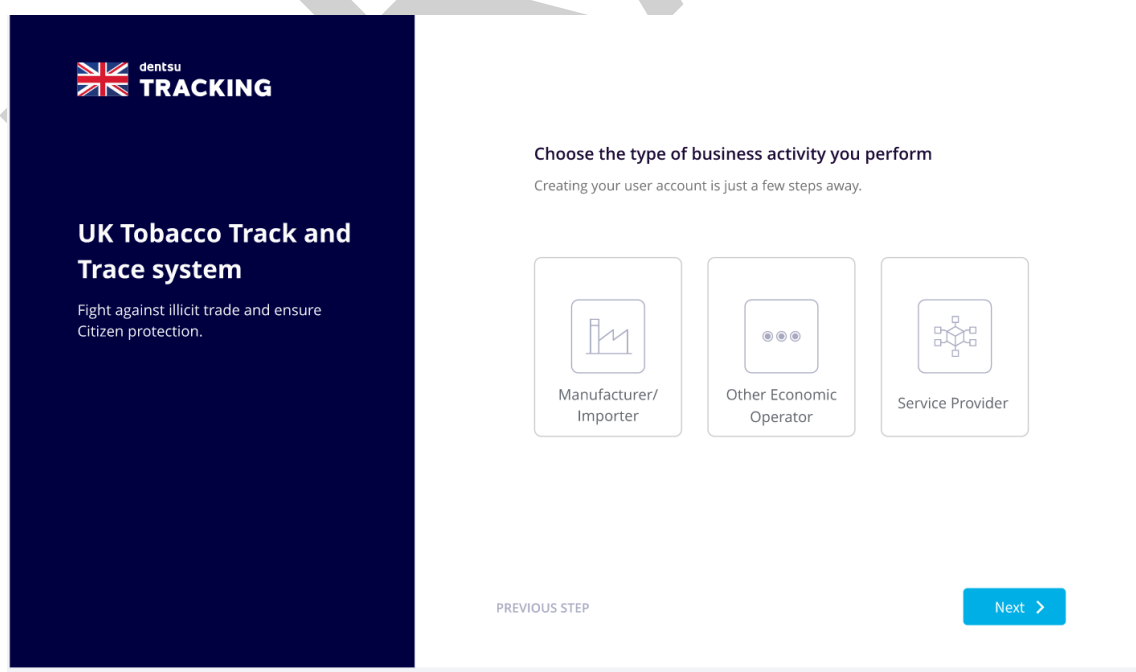 dentsu
TRACKING
UK Tobacco Track and
Trace system
Fight against illicit trade and ensure
Citizen protection.
Choose the type of business activity you perform
Creating your user account is just a few steps away.
Manufacturer/
Importer
Other Economic
Operator
Service Provider
PREVIOUS STEP
Next